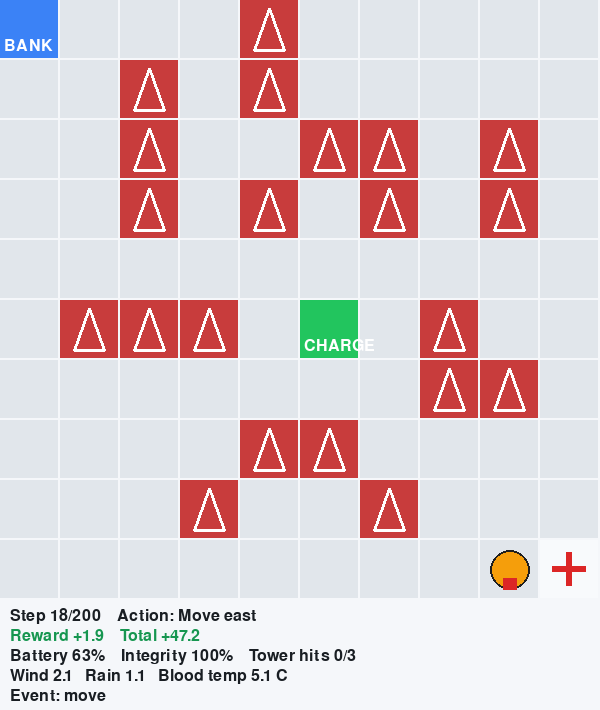 BANK
CHARGE
Step 18/200    Action: Move east
Reward +1.9    Total +47.2
Battery 63%    Integrity 100%    Tower hits 0/3
Wind 2.1   Rain 1.1   Blood temp 5.1 C
Event: move